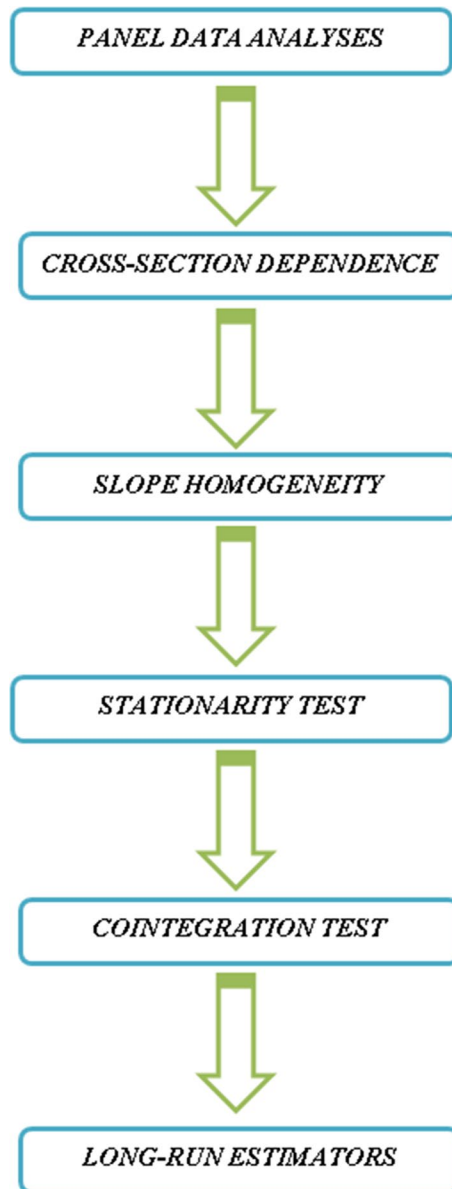 PANEL DATA ANALYSES
CROSS-SECTION DEPENDENCE
SLOPE HOMOGENEITY
STATIONARITY TEST
COINTEGRATION TEST
LONG-RUN ESTIMATORS